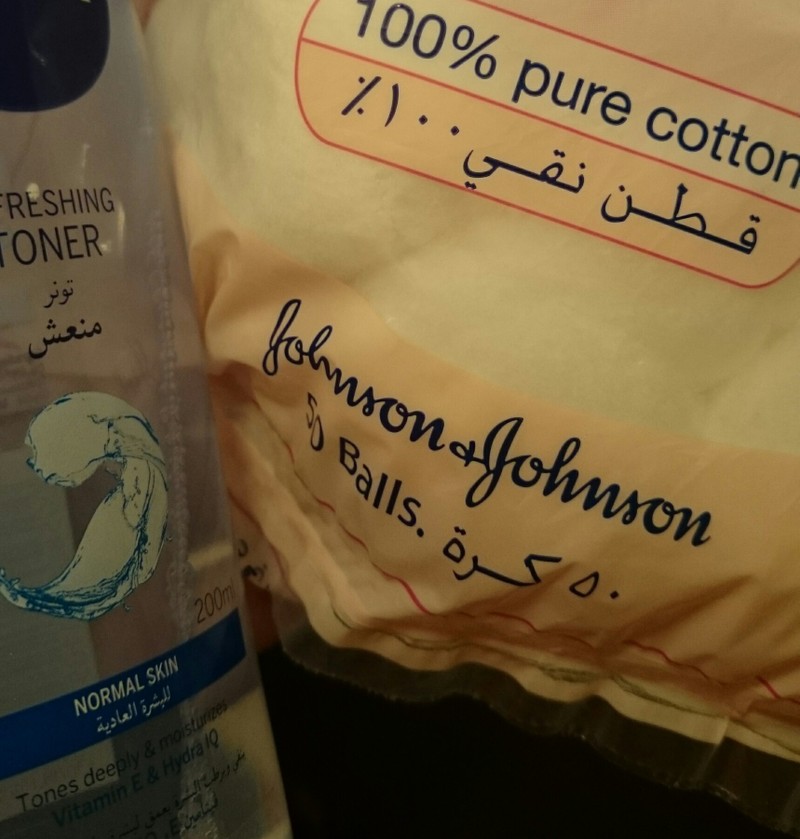 FRESHING
TONER
تونر
منعش
200ml
NORMAL SKIN
للبشرة العادية
Tones deeply & moisturizes
Vitamin E & Hydra IQ
100% pure cotton
قطن نقي ١٠٠٪
Johnson & Johnson
50 Balls.
٥٠ كرة